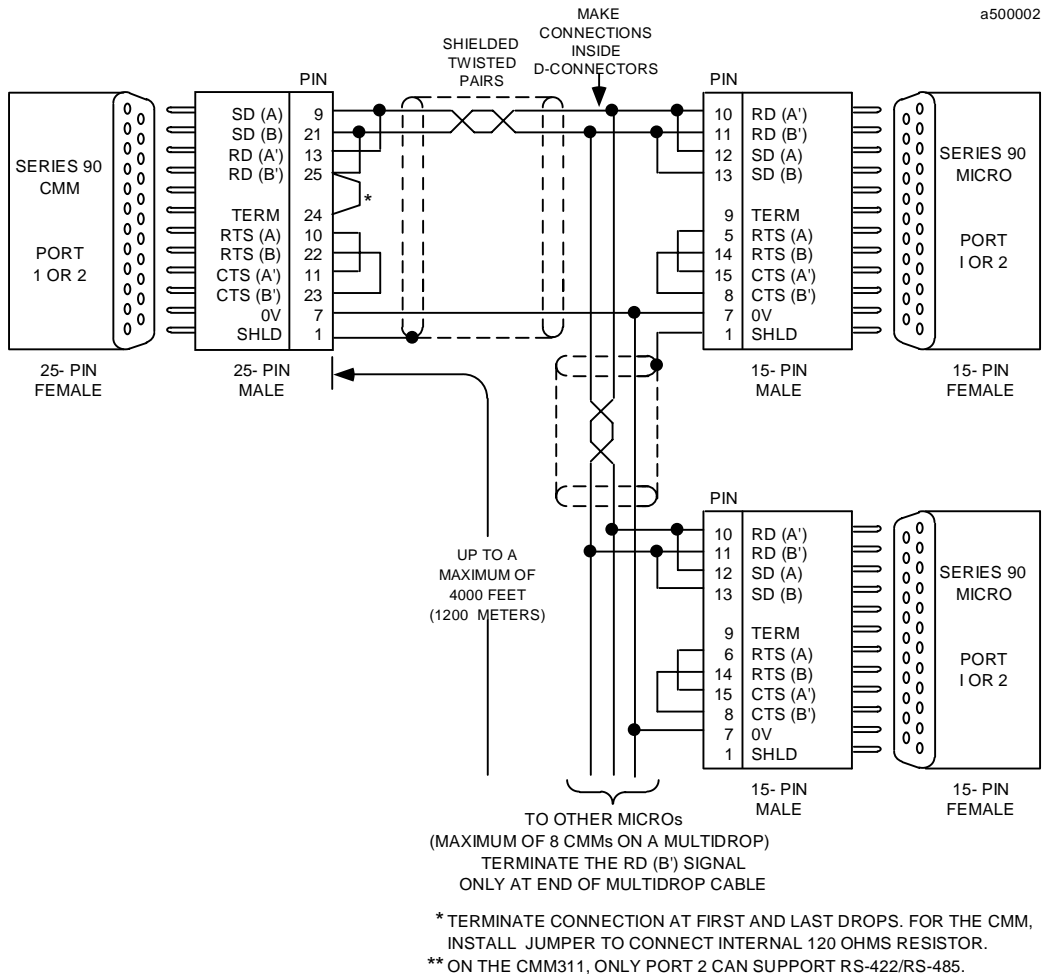 a500002
MAKE
CONNECTIONS
INSIDE
D-CONNECTORS
SHIELDED
TWISTED
PAIRS
PIN
SD (A) 9
SD (B) 21
RD (A') 13
RD (B') 25
*
TERM 24
RTS (A) 10
RTS (B) 22
CTS (A') 11
CTS (B') 23
0V 7
SHLD 1
SERIES 90
CMM
PORT
1 OR 2
25- PIN
FEMALE
25- PIN
MALE
PIN
10 RD (A')
11 RD (B')
12 SD (A)
13 SD (B)
9 TERM
5 RTS (A)
14 RTS (B)
15 CTS (A')
8 CTS (B')
7 0V
1 SHLD
SERIES 90
MICRO
PORT
I OR 2
15- PIN
MALE
15- PIN
FEMALE
UP TO A
MAXIMUM OF
4000 FEET
(1200 METERS)
PIN
10 RD (A')
11 RD (B')
12 SD (A)
13 SD (B)
9 TERM
6 RTS (A)
14 RTS (B)
15 CTS (A')
8 CTS (B')
7 0V
1 SHLD
SERIES 90
MICRO
PORT
I OR 2
15- PIN
MALE
15- PIN
FEMALE
TO OTHER MICROs
(MAXIMUM OF 8 CMMs ON A MULTIDROP)
TERMINATE THE RD (B') SIGNAL
ONLY AT END OF MULTIDROP CABLE
* TERMINATE CONNECTION AT FIRST AND LAST DROPS. FOR THE CMM,
INSTALL JUMPER TO CONNECT INTERNAL 120 OHMS RESISTOR.
** ON THE CMM311, ONLY PORT 2 CAN SUPPORT RS-422/RS-485.